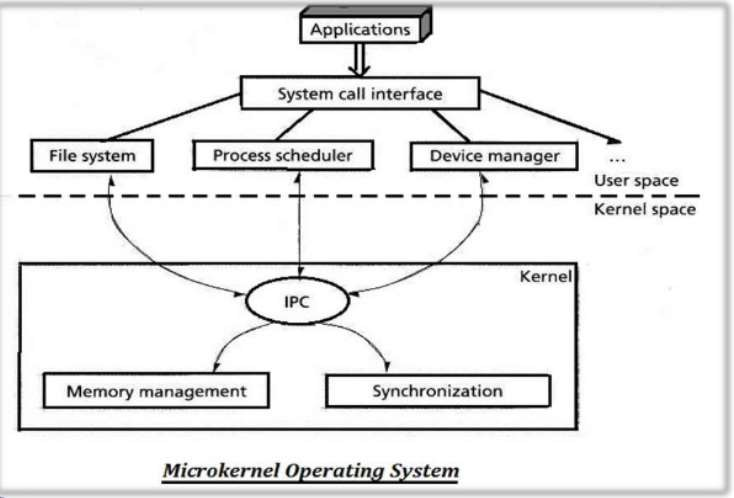 Applications
System call interface
File system
Process scheduler
Device manager
...
User space
Kernel space
Kernel
IPC
Memory management
Synchronization
Microkernel Operating System